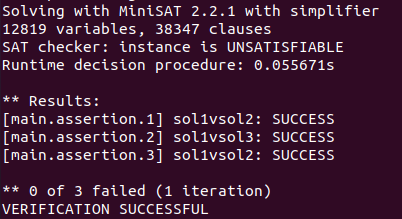 Solving with MiniSAT 2.2.1 with simplifier
12819 variables, 38347 clauses
SAT checker: instance is UNSATISFIABLE
Runtime decision procedure: 0.055671s

** Results:
[main.assertion.1] sol1vsol2: SUCCESS
[main.assertion.2] sol1vsol3: SUCCESS
[main.assertion.3] sol1vsol2: SUCCESS

** 0 of 3 failed (1 iteration)
VERIFICATION SUCCESSFUL